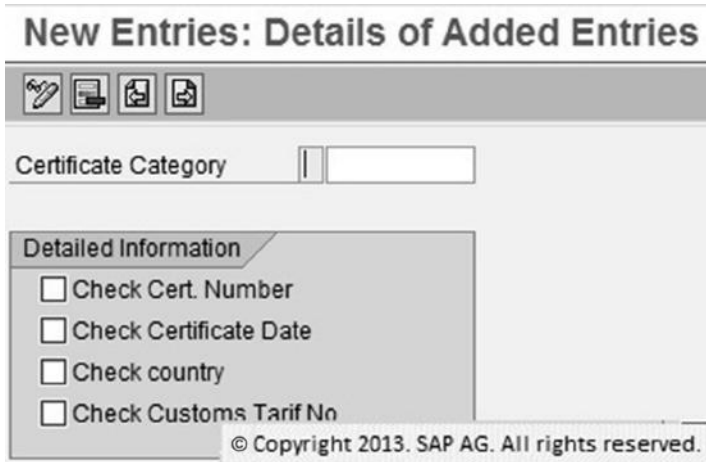 New Entries: Details of Added Entries
Certificate Category
Detailed Information
Check Cert. Number
Check Certificate Date
Check country
Check Customs Tarif No
© Copyright 2013. SAP AG. All rights reserved.